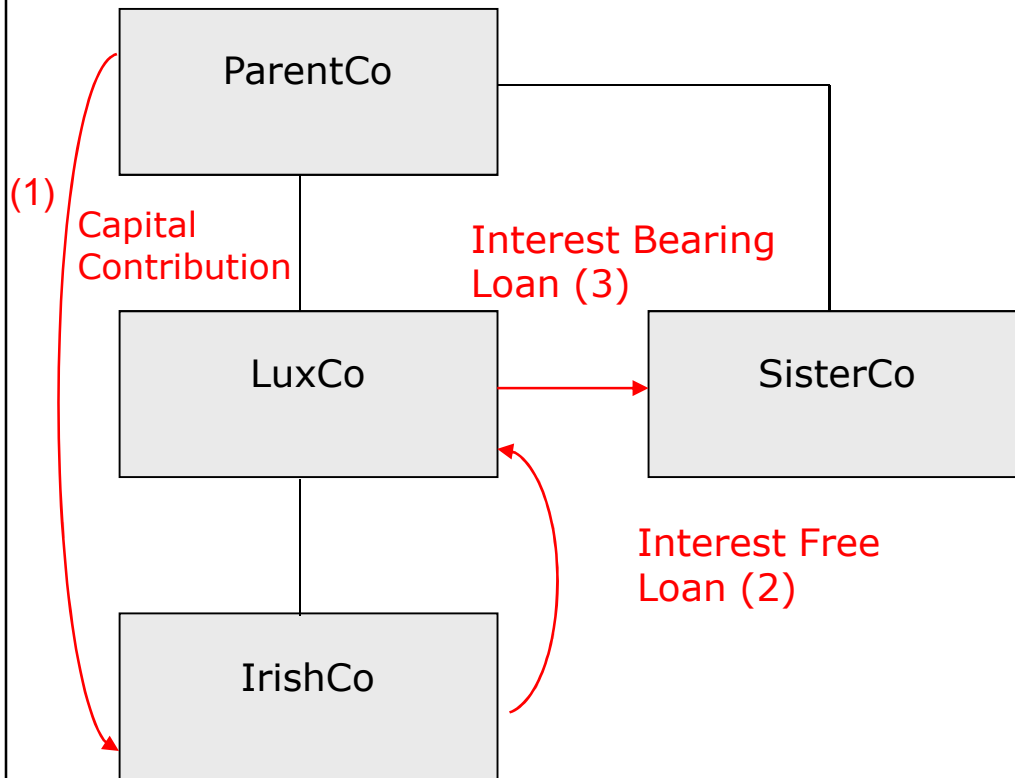 ParentCo
(1)
Capital
Contribution
Interest Bearing
Loan (3)
LuxCo
SisterCo
Interest Free
Loan (2)
IrishCo